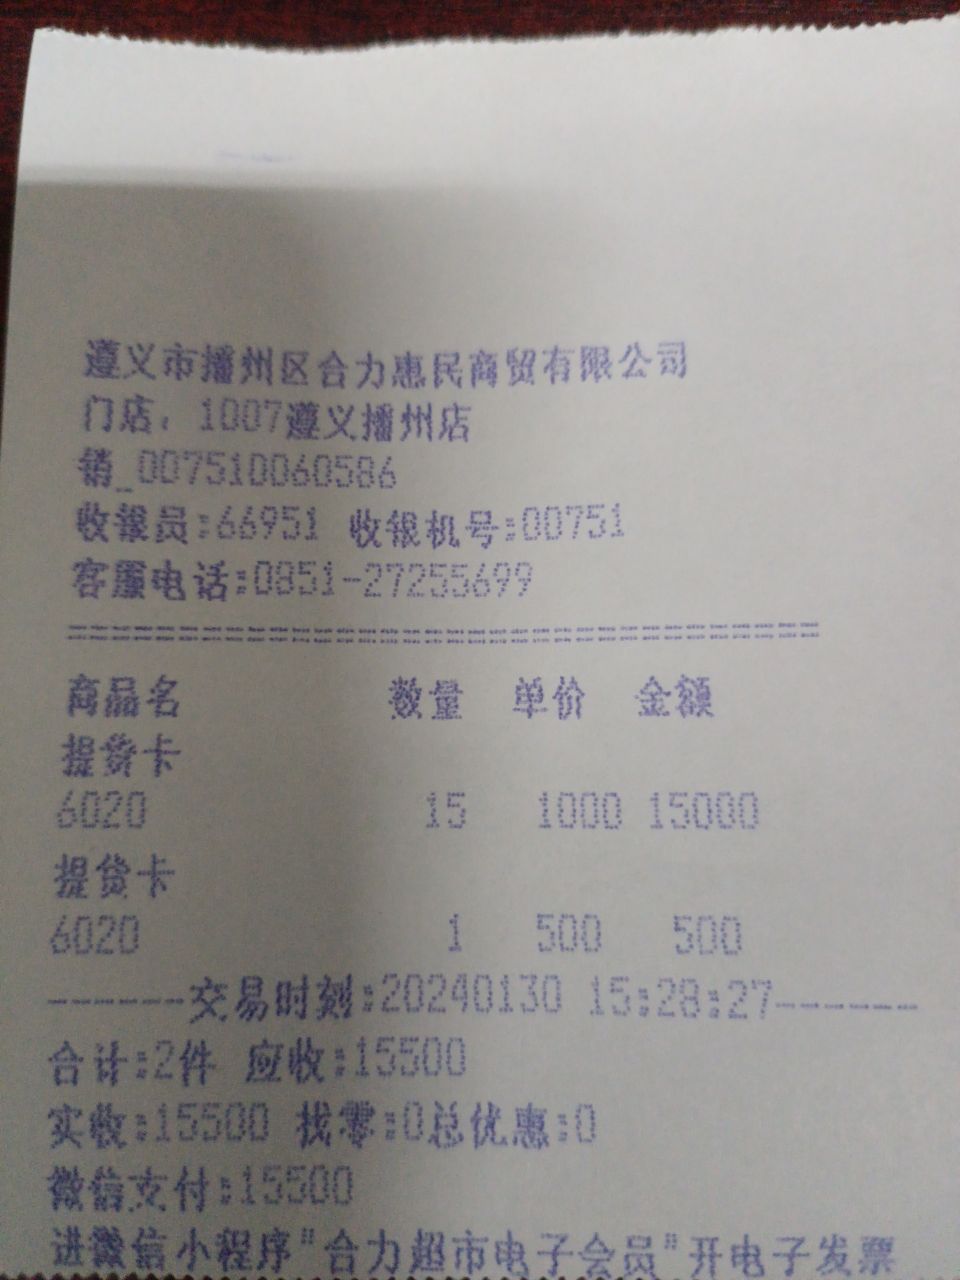 遵义市播州区合力惠民商贸有限公司
门店: 1007遵义播州店
销_007510060586
收银员:66951 收银机号:00751
客服电话:0851-27255699
商品名 数量 单价 金额
提货卡
6020 15 1000 15000
提货卡
6020 1 500 500
------交易时刻:20240130 15:28:27------
合计:2件 应收:15500
实收:15500 找零:0总优惠:0
微信支付:15500
进微信小程序"合力超市电子会员"开电子发票